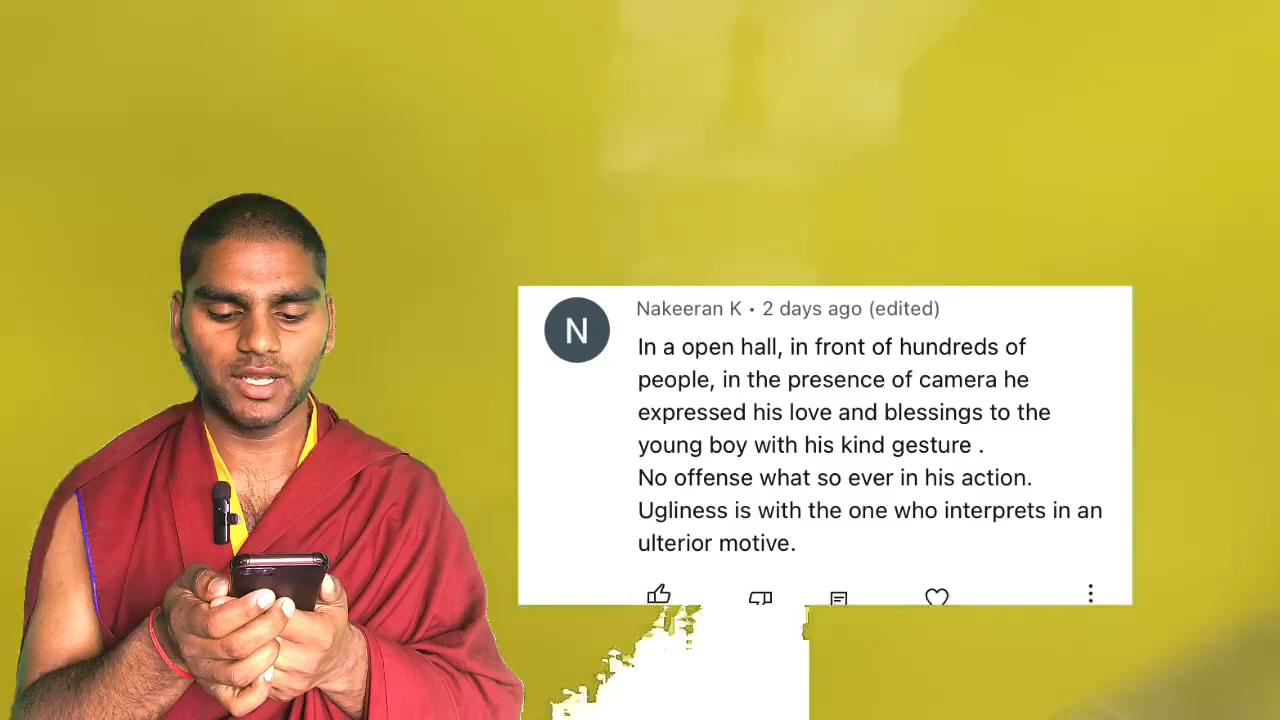 N
Nakeeran K • 2 days ago (edited)
In a open hall, in front of hundreds of
people, in the presence of camera he
expressed his love and blessings to the
young boy with his kind gesture .
No offense what so ever in his action.
Ugliness is with the one who interprets in an
ulterior motive.